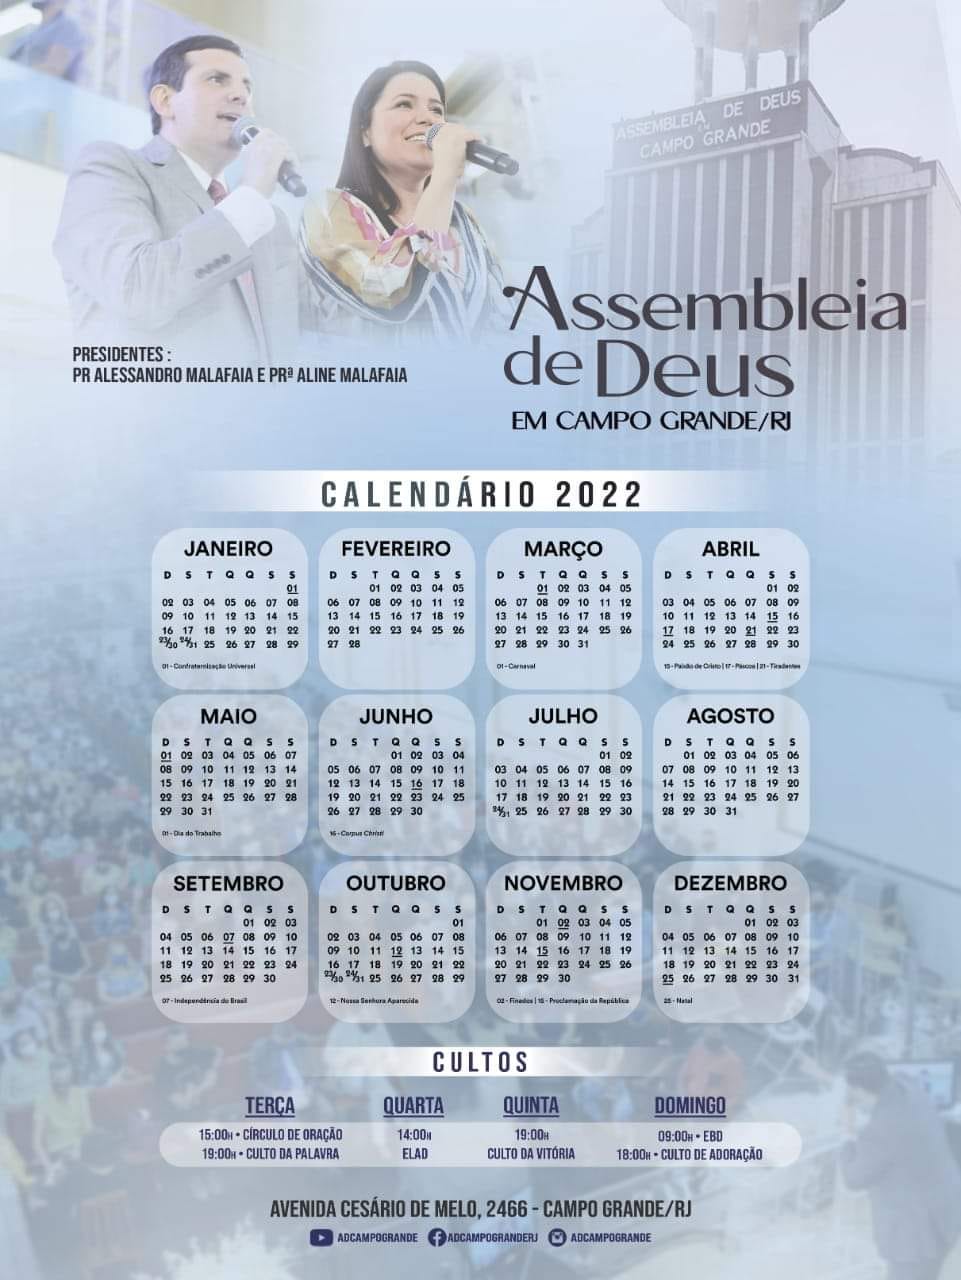 ASSEMBLEIA DE DEUS
CAMPO GRANDE
Assembleia
de Deus
EM CAMPO GRANDE/RJ
PRESIDENTES :
PR ALESSANDRO MALAFAIA E PRª ALINE MALAFAIA
CALENDÁRIO 2022
JANEIRO
D S T Q Q S S
01
02 03 04 05 06 07 08
09 10 11 12 13 14 15
16 17 18 19 20 21 22
23/30 24/31 25 26 27 28 29
01 - Confraternização Universal
FEVEREIRO
D S T Q Q S S
01 02 03 04 05
06 07 08 09 10 11 12
13 14 15 16 17 18 19
20 21 22 23 24 25 26
27 28
MARÇO
D S T Q Q S S
01 02 03 04 05
06 07 08 09 10 11 12
13 14 15 16 17 18 19
20 21 22 23 24 25 26
27 28 29 30 31
01 - Carnaval
ABRIL
D S T Q Q S S
01 02
03 04 05 06 07 08 09
10 11 12 13 14 15 16
17 18 19 20 21 22 23
24 25 26 27 28 29 30
15 - Paixão de Cristo | 17 - Páscoa | 21 - Tiradentes
MAIO
D S T Q Q S S
01 02 03 04 05 06 07
08 09 10 11 12 13 14
15 16 17 18 19 20 21
22 23 24 25 26 27 28
29 30 31
01 - Dia do Trabalho
JUNHO
D S T Q Q S S
01 02 03 04
05 06 07 08 09 10 11
12 13 14 15 16 17 18
19 20 21 22 23 24 25
26 27 28 29 30
16 - Corpus Christi
JULHO
D S T Q Q S S
01 02
03 04 05 06 07 08 09
10 11 12 13 14 15 16
17 18 19 20 21 22 23
24/31 25 26 27 28 29 30
AGOSTO
D S T Q Q S S
01 02 03 04 05 06
07 08 09 10 11 12 13
14 15 16 17 18 19 20
21 22 23 24 25 26 27
28 29 30 31
SETEMBRO
D S T Q Q S S
01 02 03
04 05 06 07 08 09 10
11 12 13 14 15 16 17
18 19 20 21 22 23 24
25 26 27 28 29 30
07 - Independência do Brasil
OUTUBRO
D S T Q Q S S
01
02 03 04 05 06 07 08
09 10 11 12 13 14 15
16 17 18 19 20 21 22
23/30 24/31 25 26 27 28 29
12 - Nossa Senhora Aparecida
NOVEMBRO
D S T Q Q S S
01 02 03 04 05
06 07 08 09 10 11 12
13 14 15 16 17 18 19
20 21 22 23 24 25 26
27 28 29 30
02 - Finados | 15 - Proclamação da República
DEZEMBRO
D S T Q Q S S
01 02 03
04 05 06 07 08 09 10
11 12 13 14 15 16 17
18 19 20 21 22 23 24
25 26 27 28 29 30 31
25 - Natal
CULTOS
TERÇA
15:00H • CÍRCULO DE ORAÇÃO
19:00H • CULTO DA PALAVRA
QUARTA
14:00H
ELAD
QUINTA
19:00H
CULTO DA VITÓRIA
DOMINGO
09:00H • EBD
18:00H • CULTO DE ADORAÇÃO
AVENIDA CESÁRIO DE MELO, 2466 - CAMPO GRANDE/RJ
ADCAMPOGRANDE ADCAMPOGRANDERJ ADCAMPOGRANDE